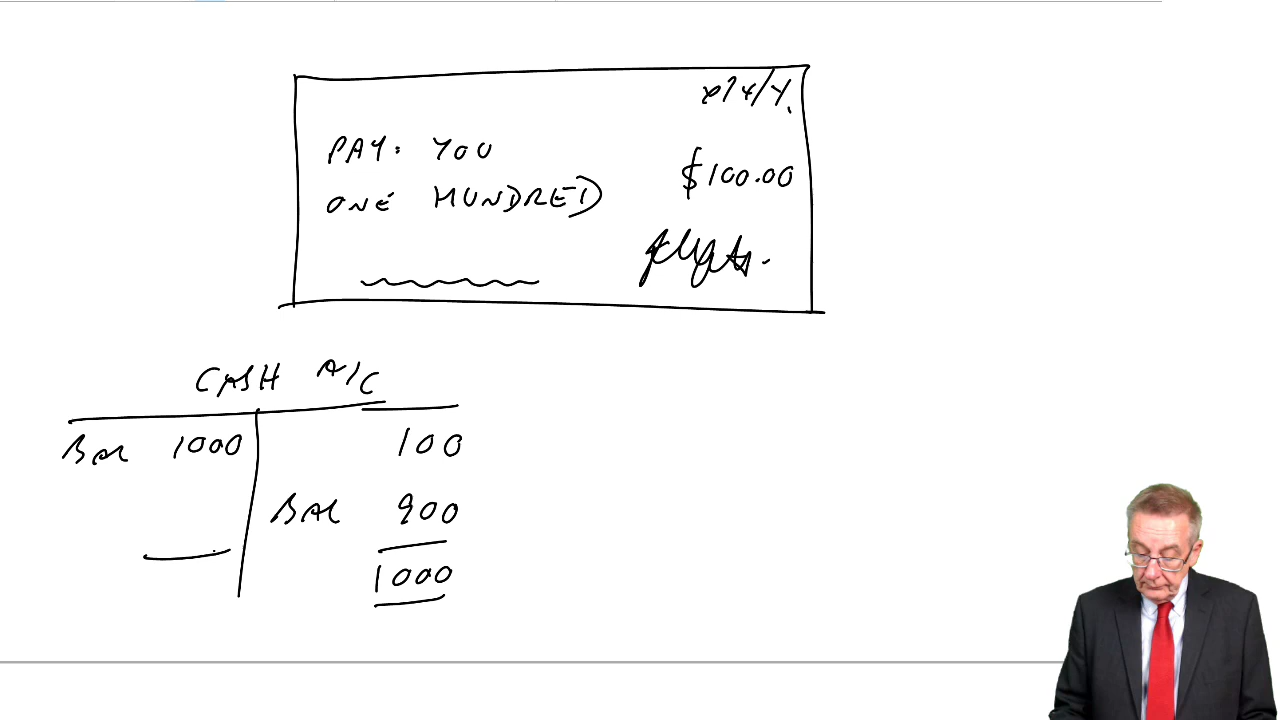 PAY: YOU
$100.00
ONE HUNDRED
CASH A/C
BAL 1000 100
BAL 900
1000